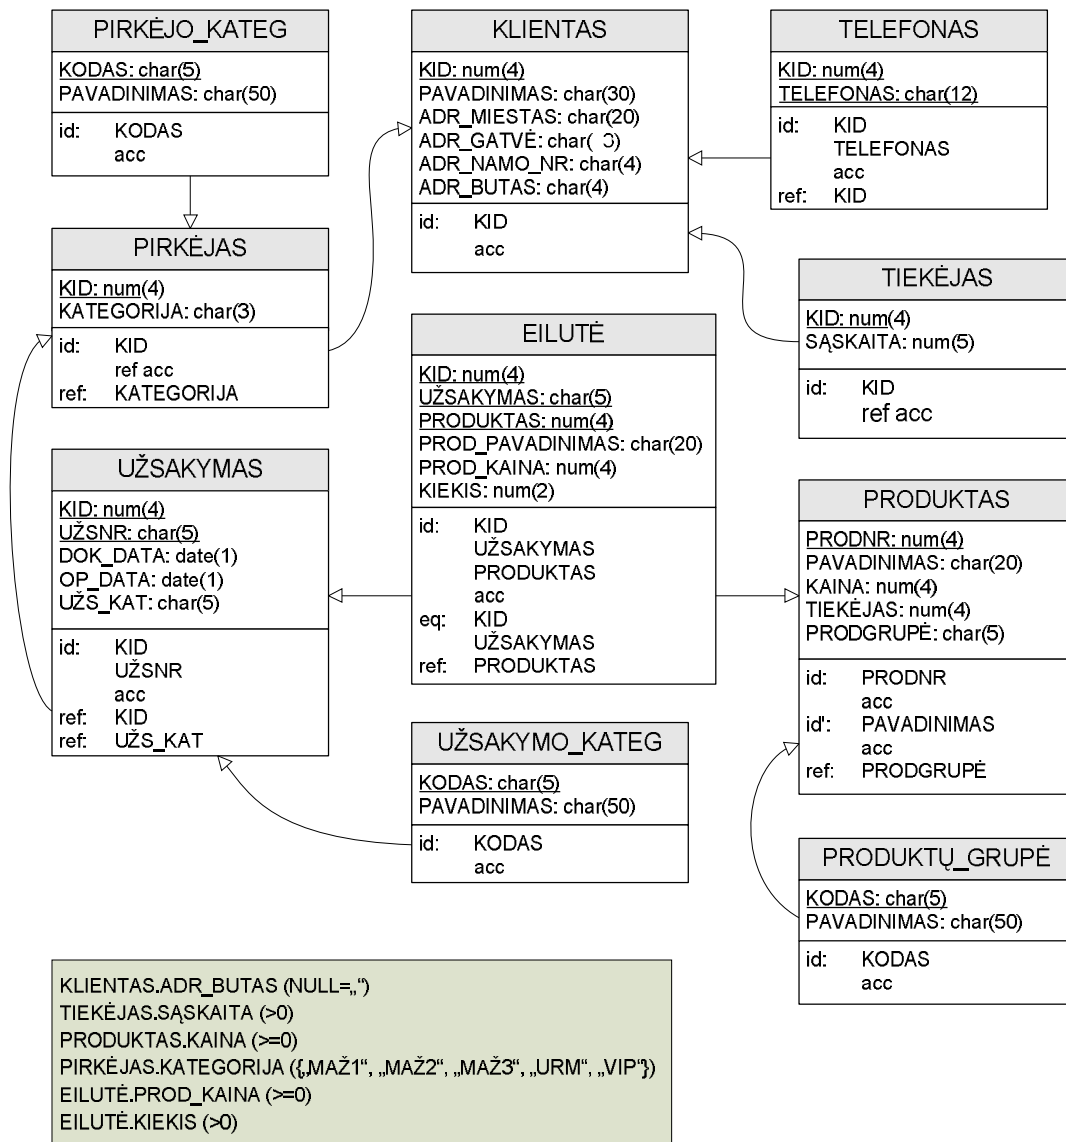 PIRKĖJO_KATEG
KODAS: char(5)
PAVADINIMAS: char(50)
id: KODAS
acc
KLIENTAS
KID: num(4)
PAVADINIMAS: char(30)
ADR_MIESTAS: char(20)
ADR_GATVĖ: char( 3)
ADR_NAMO_NR: char(4)
ADR_BUTAS: char(4)
id: KID
acc
TELEFONAS
KID: num(4)
TELEFONAS: char(12)
id: KID
TELEFONAS
acc
ref: KID
PIRKĖJAS
KID: num(4)
KATEGORIJA: char(3)
id: KID
ref acc
ref: KATEGORIJA
TIEKĖJAS
KID: num(4)
SĄSKAITA: num(5)
id: KID
ref acc
EILUTĖ
KID: num(4)
UŽSAKYMAS: char(5)
PRODUKTAS: num(4)
PROD_PAVADINIMAS: char(20)
PROD_KAINA: num(4)
KIEKIS: num(2)
id: KID
UŽSAKYMAS
PRODUKTAS
acc
eq: KID
UŽSAKYMAS
ref: PRODUKTAS
UŽSAKYMAS
KID: num(4)
UŽSNR: char(5)
DOK_DATA: date(1)
OP_DATA: date(1)
UŽS_KAT: char(5)
id: KID
UŽSNR
acc
ref: KID
ref: UŽS_KAT
PRODUKTAS
PRODNR: num(4)
PAVADINIMAS: char(20)
KAINA: num(4)
TIEKĖJAS: num(4)
PRODGRUPĖ: char(5)
id: PRODNR
acc
id': PAVADINIMAS
acc
ref: PRODGRUPĖ
UŽSAKYMO_KATEG
KODAS: char(5)
PAVADINIMAS: char(50)
id: KODAS
acc
PRODUKTŲ_GRUPĖ
KODAS: char(5)
PAVADINIMAS: char(50)
id: KODAS
acc
KLIENTAS.ADR_BUTAS (NULL=„“)
TIEKĖJAS.SĄSKAITA (>0)
PRODUKTAS.KAINA (>=0)
PIRKĖJAS.KATEGORIJA ({„MAŽ1“, „MAŽ2“, „MAŽ3“, „URM“, „VIP“})
EILUTĖ.PROD_KAINA (>=0)
EILUTĖ.KIEKIS (>0)